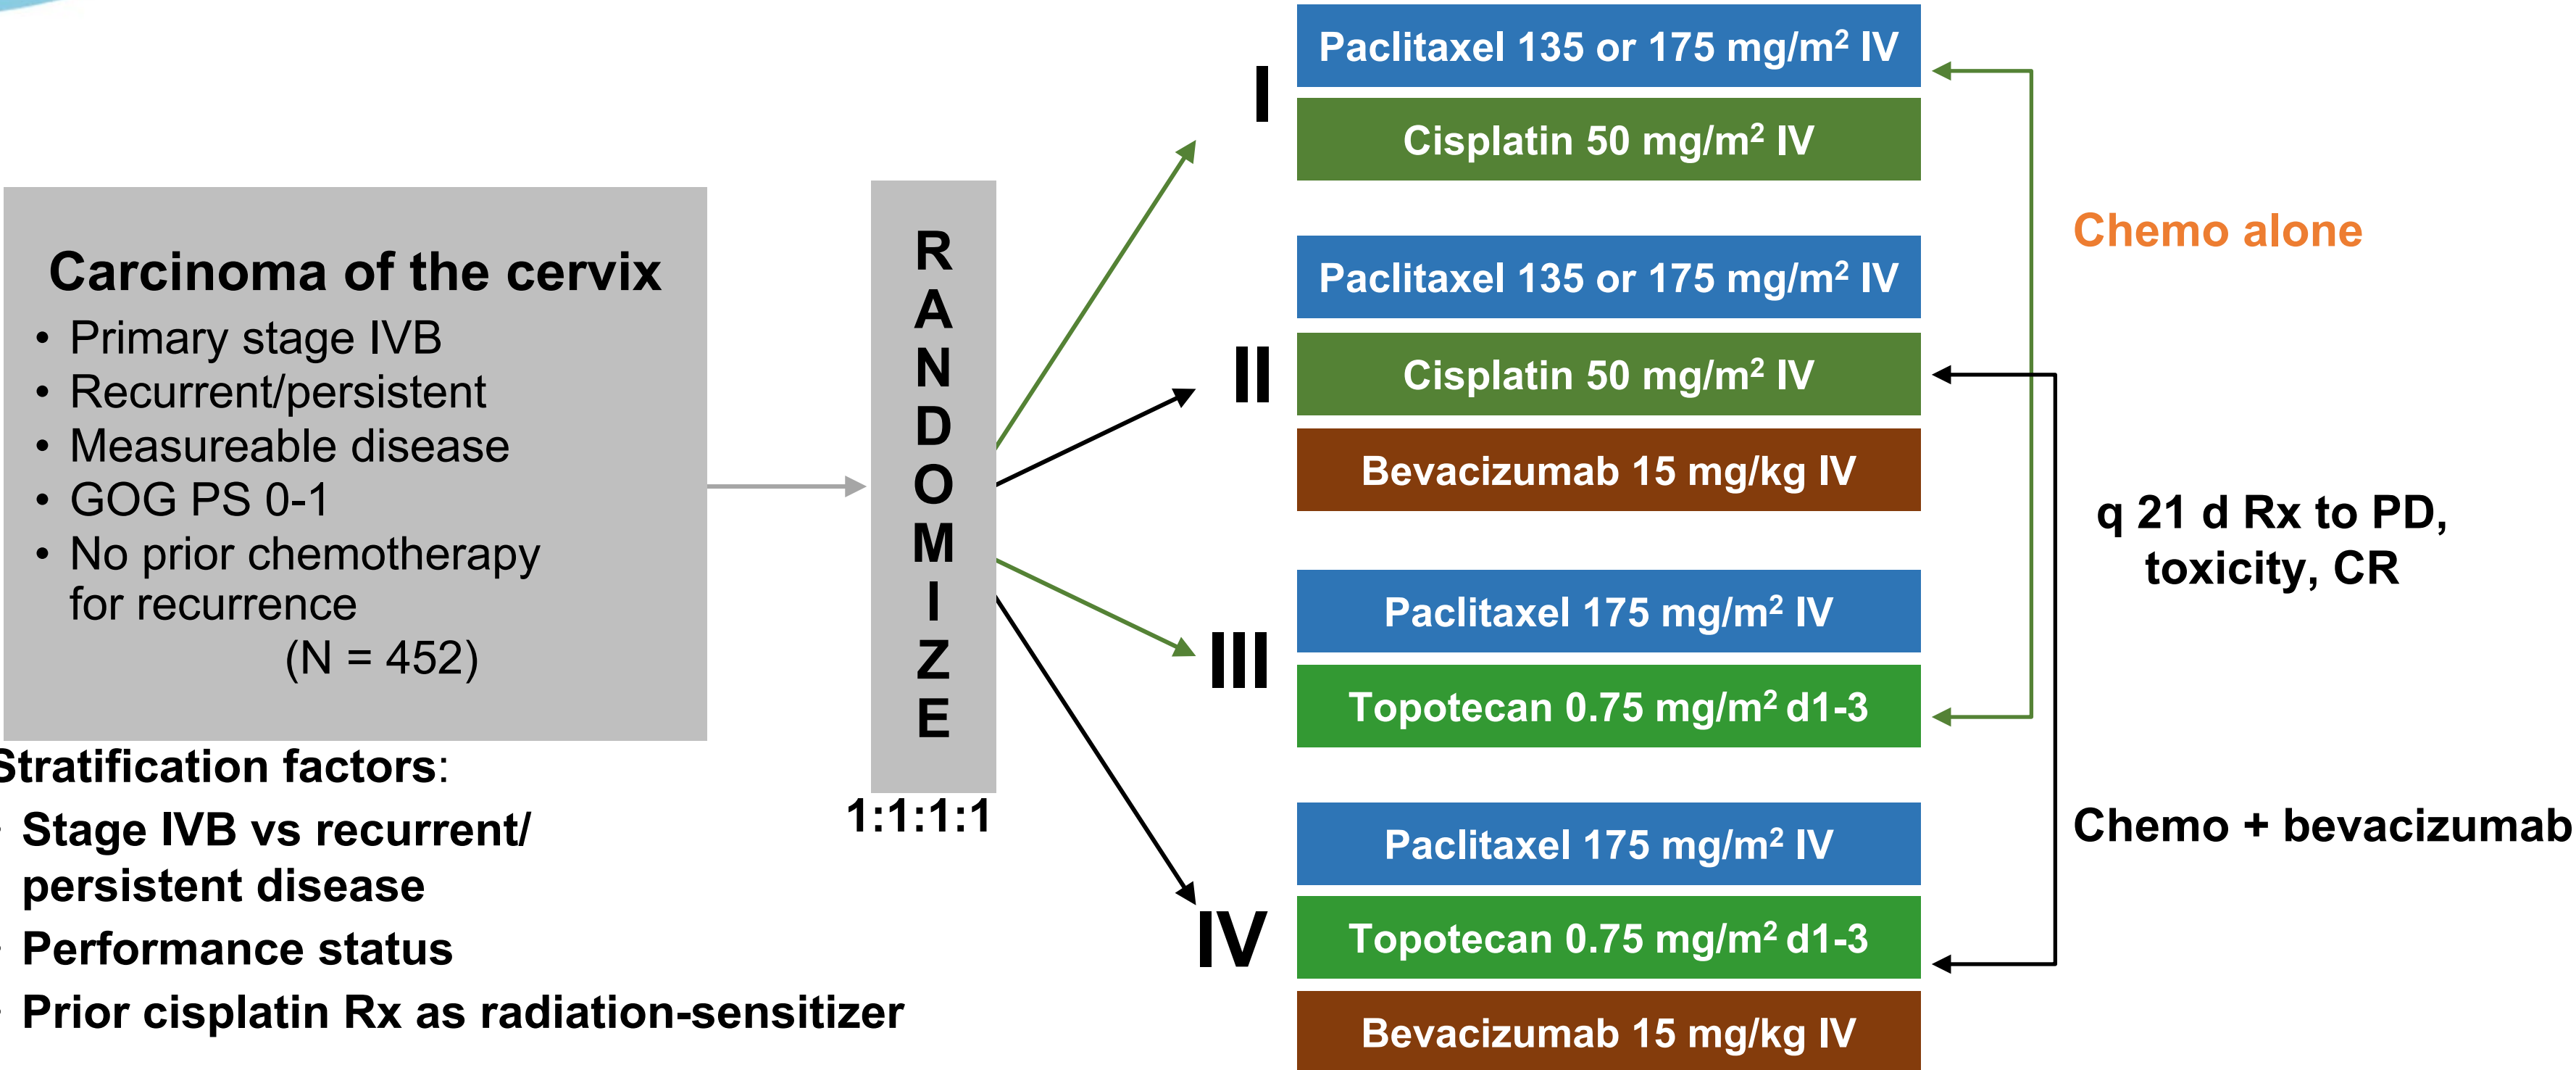 Carcinoma of the cervix
• Primary stage IVB
• Recurrent/persistent
• Measureable disease
• GOG PS 0-1
• No prior chemotherapy
for recurrence
(N = 452)
Stratification factors:
• Stage IVB vs recurrent/
persistent disease
• Performance status
• Prior cisplatin Rx as radiation-sensitizer
R
A
N
D
O
M
I
Z
E
1:1:1:1
I
Paclitaxel 135 or 175 mg/m² IV
Cisplatin 50 mg/m² IV
II
Paclitaxel 135 or 175 mg/m² IV
Cisplatin 50 mg/m² IV
Bevacizumab 15 mg/kg IV
III
Paclitaxel 175 mg/m² IV
Topotecan 0.75 mg/m² d1-3
IV
Paclitaxel 175 mg/m² IV
Topotecan 0.75 mg/m² d1-3
Bevacizumab 15 mg/kg IV
Chemo alone
q 21 d Rx to PD,
toxicity, CR
Chemo + bevacizumab